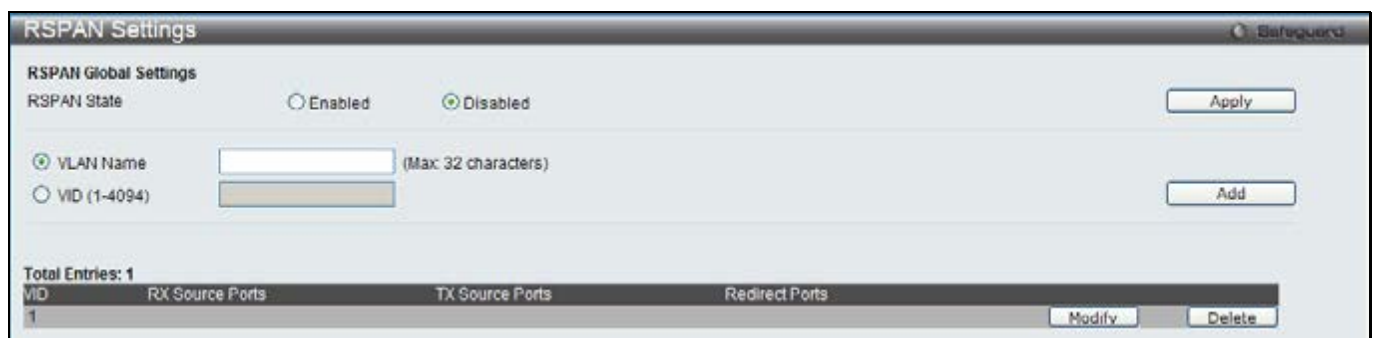 RSPAN Settings
Safeguard
RSPAN Global Settings
RSPAN State Enabled Disabled Apply
VLAN Name (Max: 32 characters)
VID (1-4094) Add
Total Entries: 1
VID RX Source Ports TX Source Ports Redirect Ports
1 Modify Delete